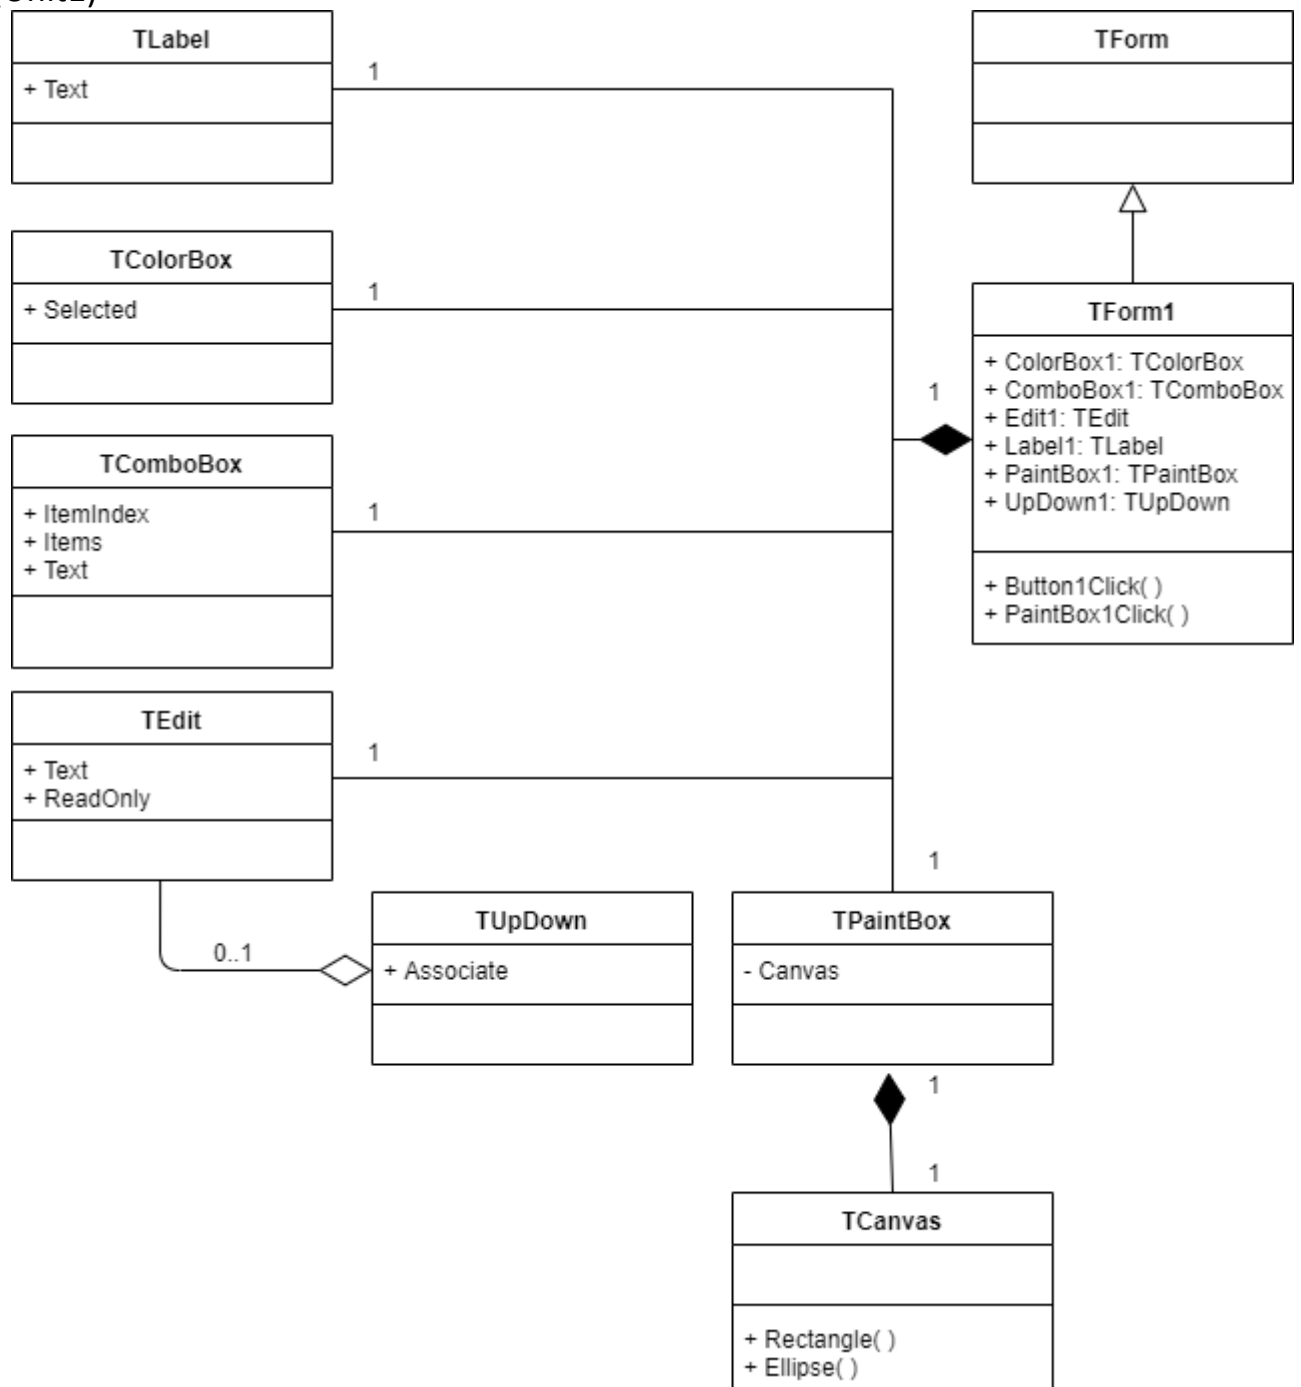 TLabel
+ Text
1
TForm
TColorBox
+ Selected
1
TForm1
+ ColorBox1: TColorBox
+ ComboBox1: TComboBox
+ Edit1: TEdit
+ Label1: TLabel
+ PaintBox1: TPaintBox
+ UpDown1: TUpDown
+ Button1Click( )
+ PaintBox1Click( )
1
TComboBox
+ ItemIndex
+ Items
+ Text
1
TEdit
+ Text
+ ReadOnly
1
0..1
TUpDown
+ Associate
1
TPaintBox
- Canvas
1
1
TCanvas
+ Rectangle( )
+ Ellipse( )